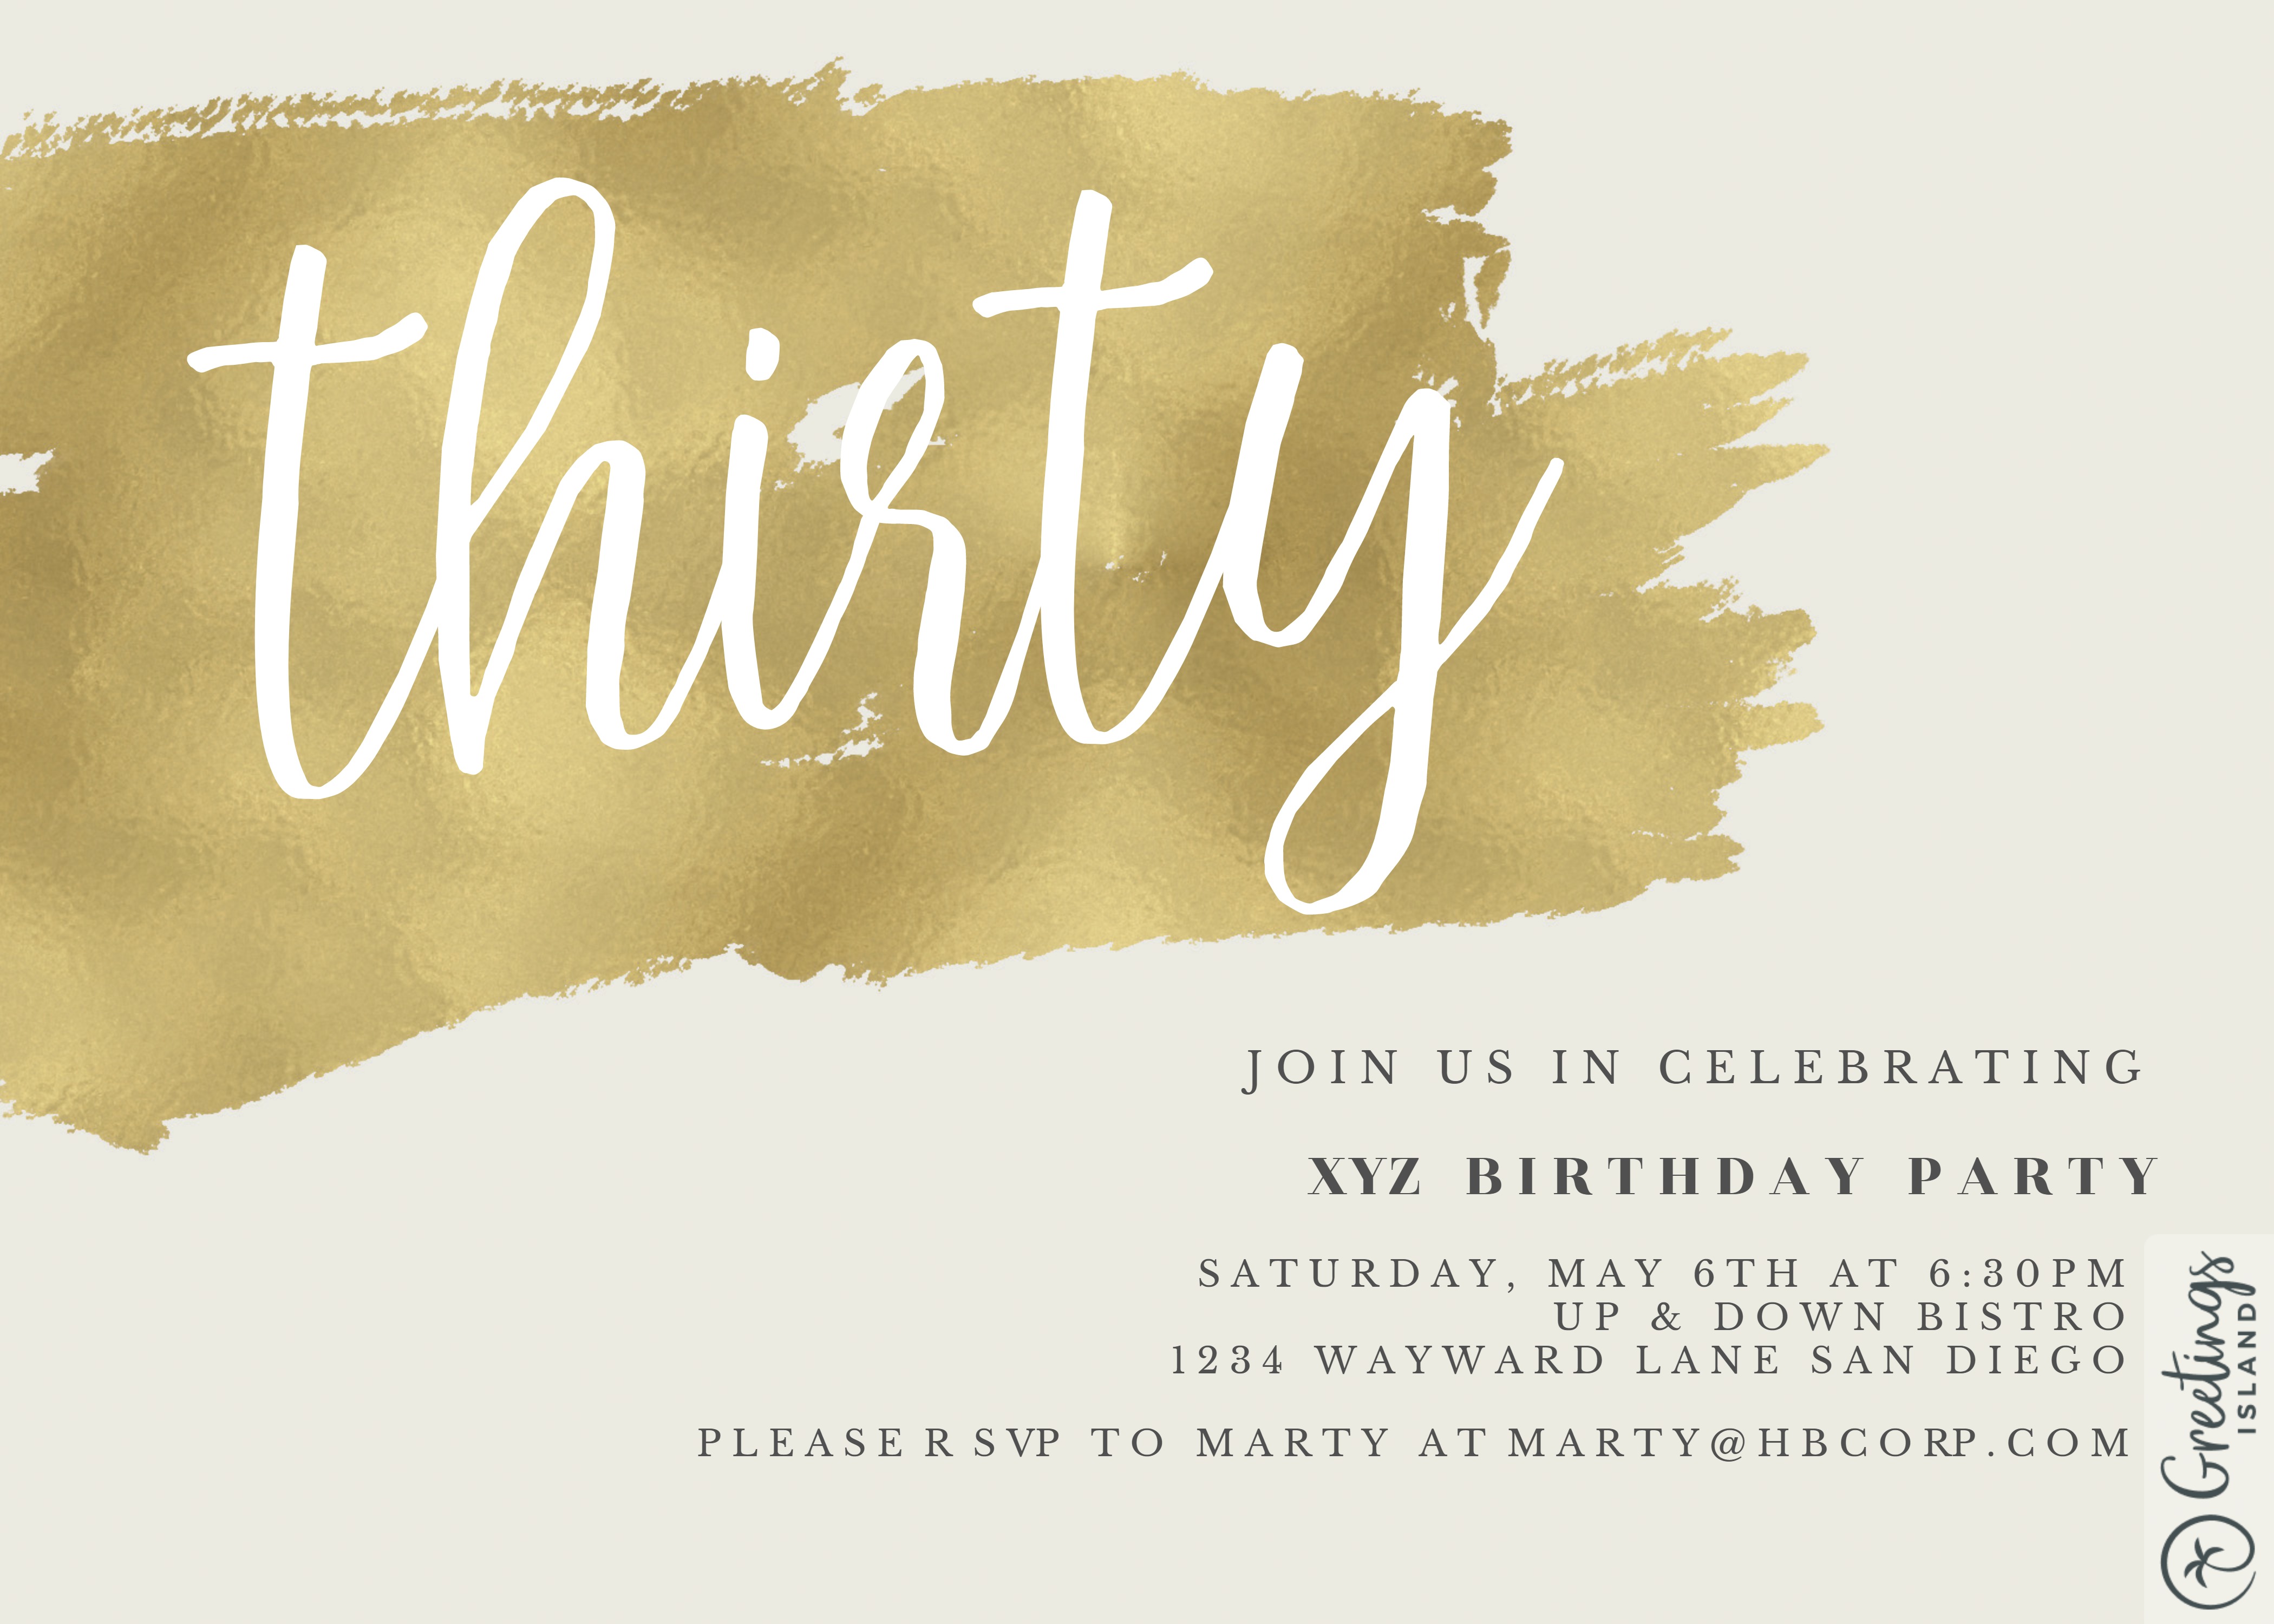 thirty
JOIN US IN CELEBRATING
XYZ BIRTHDAY PARTY
SATURDAY, MAY 6TH AT 6:30PM
UP & DOWN BISTRO
1234 WAYWARD LANE SAN DIEGO
PLEASE RSVP TO MARTY AT MARTY@HBCORP.COM
Greetings
ISLAND